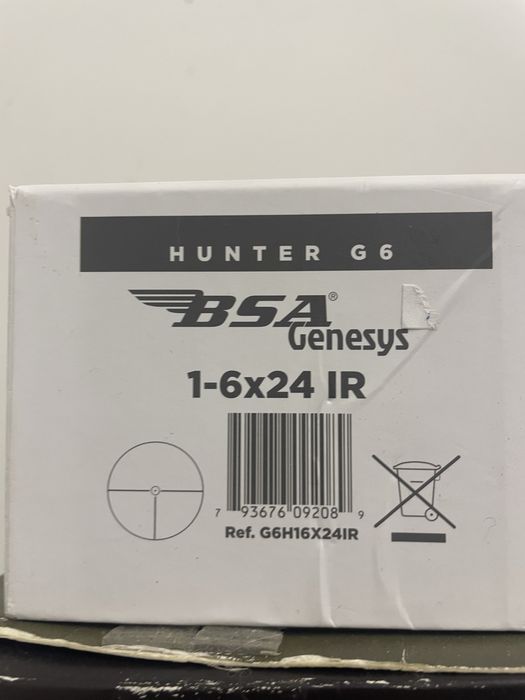 HUNTER G6
BSA®
Genesys
1-6x24 IR
7 93676 09208 9
Ref. G6H16X24IR